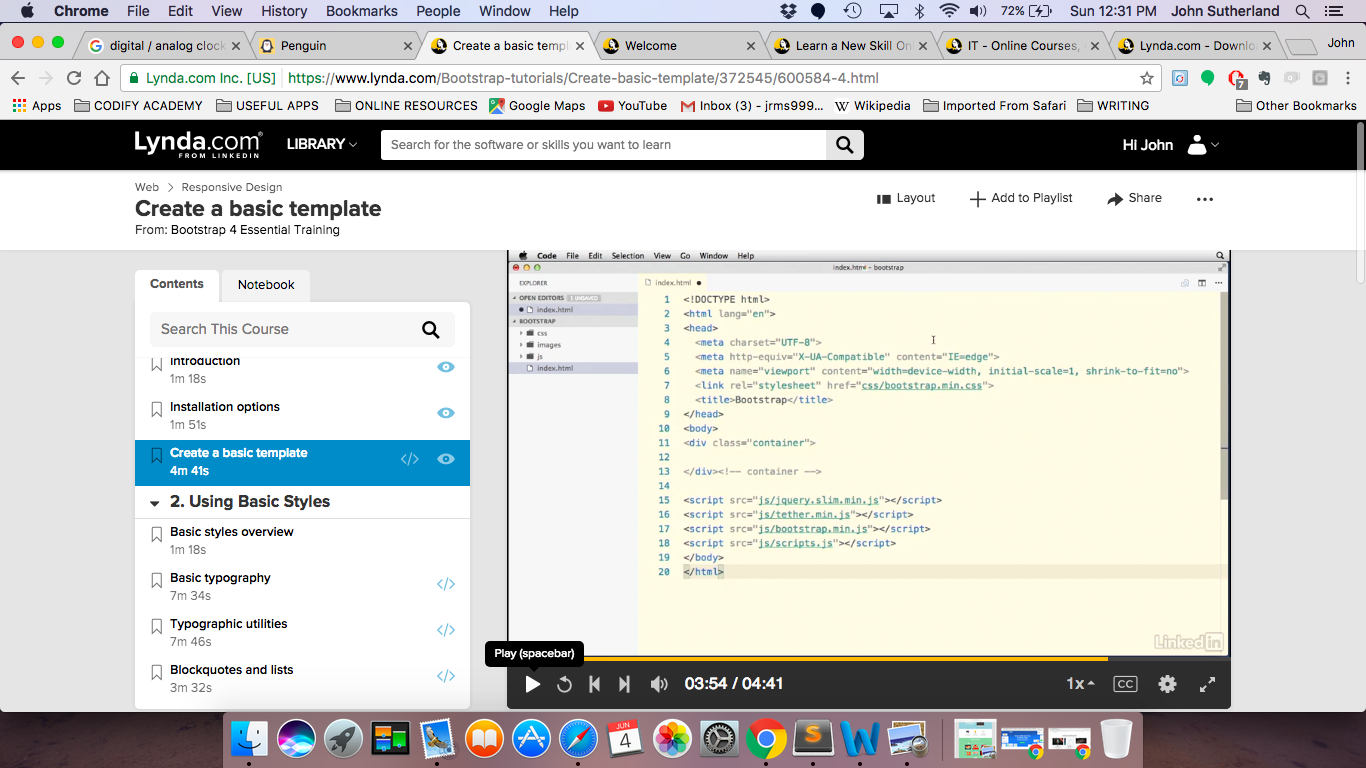 Chrome File Edit View History Bookmarks People Window Help 72% Sun 12:31 PM John Sutherland
digital / analog clock Penguin Create a basic templ Welcome Learn a New Skill On IT - Online Courses, Lynda.com - Downlo John
Lynda.com Inc. [US] https://www.lynda.com/Bootstrap-tutorials/Create-basic-template/372545/600584-4.html 7
Apps CODIFY ACADEMY USEFUL APPS ONLINE RESOURCES Google Maps YouTube Inbox (3) - jrms999... Wikipedia Imported From Safari WRITING Other Bookmarks
Lynda.com® LIBRARY Search for the software or skills you want to learn Hi John
FROM LINKEDIN
Web > Responsive Design
Create a basic template
From: Bootstrap 4 Essential Training
Layout Add to Playlist Share
Contents Notebook
Search This Course
Introduction
1m 18s
Installation options
1m 51s
Create a basic template
4m 41s
2. Using Basic Styles
Basic styles overview
1m 18s
Basic typography
7m 34s
Typographic utilities
7m 46s
Blockquotes and lists
3m 32s
Code File Edit Selection View Go Window Help
index.html - bootstrap
EXPLORER
OPEN EDITORS 1 UNSAVED
index.html
BOOTSTRAP
css
images
js
index.html
index.html
1 <!DOCTYPE html>
2 <html lang="en">
3 <head>
4 <meta charset="UTF-8">
5 <meta http-equiv="X-UA-Compatible" content="IE=edge">
6 <meta name="viewport" content="width=device-width, initial-scale=1, shrink-to-fit=no">
7 <link rel="stylesheet" href="css/bootstrap.min.css">
8 <title>Bootstrap</title>
9 </head>
10 <body>
11 <div class="container">
12
13 </div><!-- container -->
14
15 <script src="js/jquery.slim.min.js"></script>
16 <script src="js/tether.min.js"></script>
17 <script src="js/bootstrap.min.js"></script>
18 <script src="js/scripts.js"></script>
19 </body>
20 </html>
Linked in
Play (spacebar)
03:54 / 04:41 1x CC
JUN
4